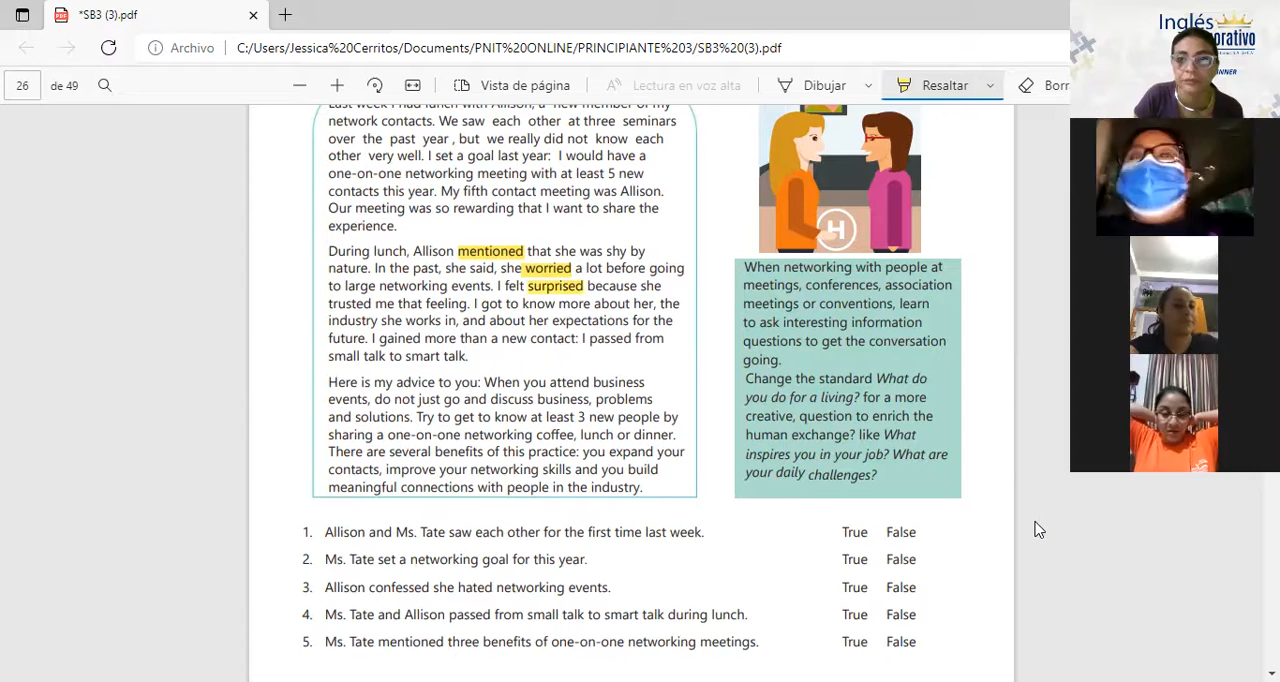 *SB3 (3).pdf
Archivo
C:/Users/Jessica%20Cerritos/Documents/PNIT%20ONLINE/PRINCIPIANTE%203/SB3%20(3).pdf
26 de 49
Vista de página
Lectura en voz alta
Dibujar
Resaltar
Borr
Inglés
orativo
INNER
Last week I had lunch with Allison, a new member of my
network contacts. We saw each other at three seminars
over the past year, but we really did not know each
other very well. I set a goal last year: I would have a
one-on-one networking meeting with at least 5 new
contacts this year. My fifth contact meeting was Allison.
Our meeting was so rewarding that I want to share the
experience.
During lunch, Allison mentioned that she was shy by
nature. In the past, she said, she worried a lot before going
to large networking events. I felt surprised because she
trusted me that feeling. I got to know more about her, the
industry she works in, and about her expectations for the
future. I gained more than a new contact: I passed from
small talk to smart talk.
Here is my advice to you: When you attend business
events, do not just go and discuss business, problems
and solutions. Try to get to know at least 3 new people by
sharing a one-on-one networking coffee, lunch or dinner.
There are several benefits of this practice: you expand your
contacts, improve your networking skills and you build
meaningful connections with people in the industry.
H
When networking with people at
meetings, conferences, association
meetings or conventions, learn
to ask interesting information
questions to get the conversation
going.
Change the standard What do
you do for a living? for a more
creative, question to enrich the
human exchange? like What
inspires you in your job? What are
your daily challenges?
1. Allison and Ms. Tate saw each other for the first time last week. True False
2. Ms. Tate set a networking goal for this year. True False
3. Allison confessed she hated networking events. True False
4. Ms. Tate and Allison passed from small talk to smart talk during lunch. True False
5. Ms. Tate mentioned three benefits of one-on-one networking meetings. True False